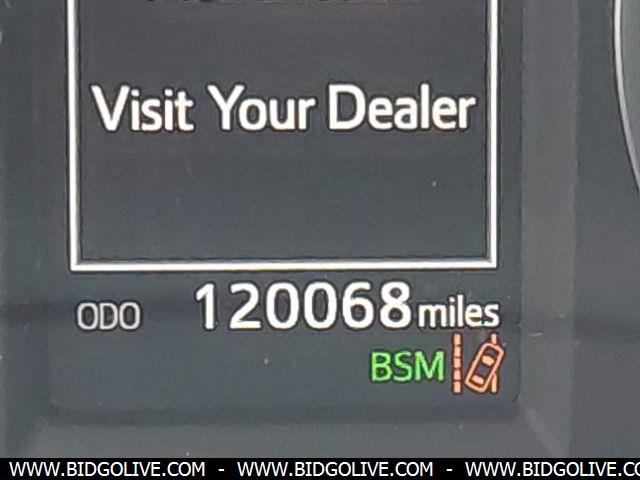 Visit Your Dealer
ODO 120068 miles
BSM
WWW.BIDGOLIVE.COM - WWW.BIDGOLIVE.COM - WWW.BIDGOLIVE.CO